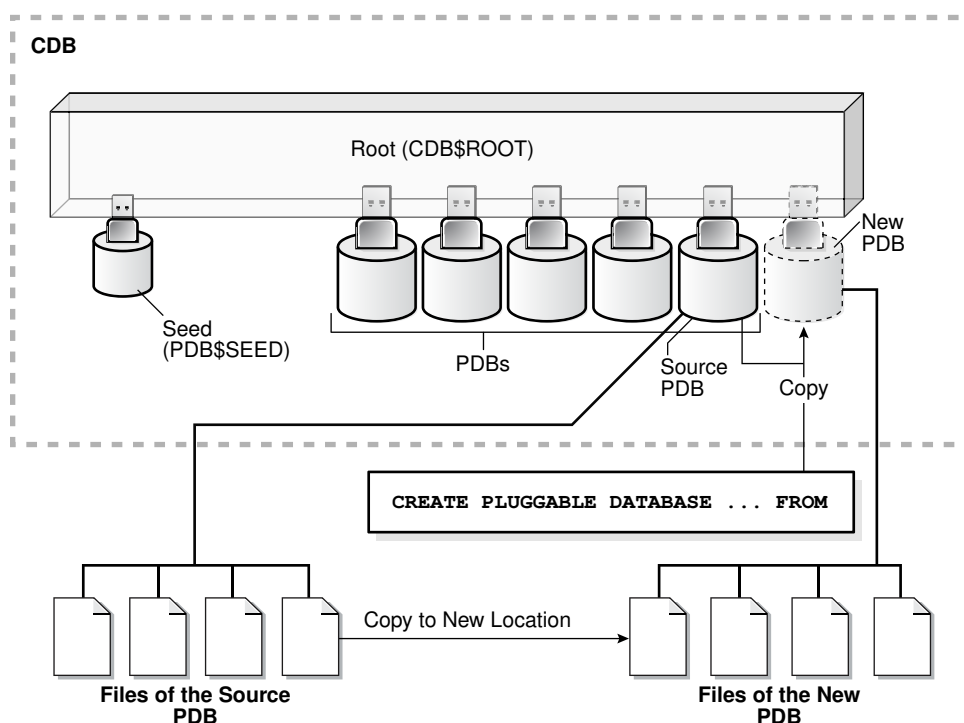 CDB
Root (CDB$ROOT)
New
PDB
Seed
(PDB$SEED)
PDBs
Source
PDB
Copy
CREATE PLUGGABLE DATABASE ... FROM
Copy to New Location
Files of the Source
PDB
Files of the New
PDB